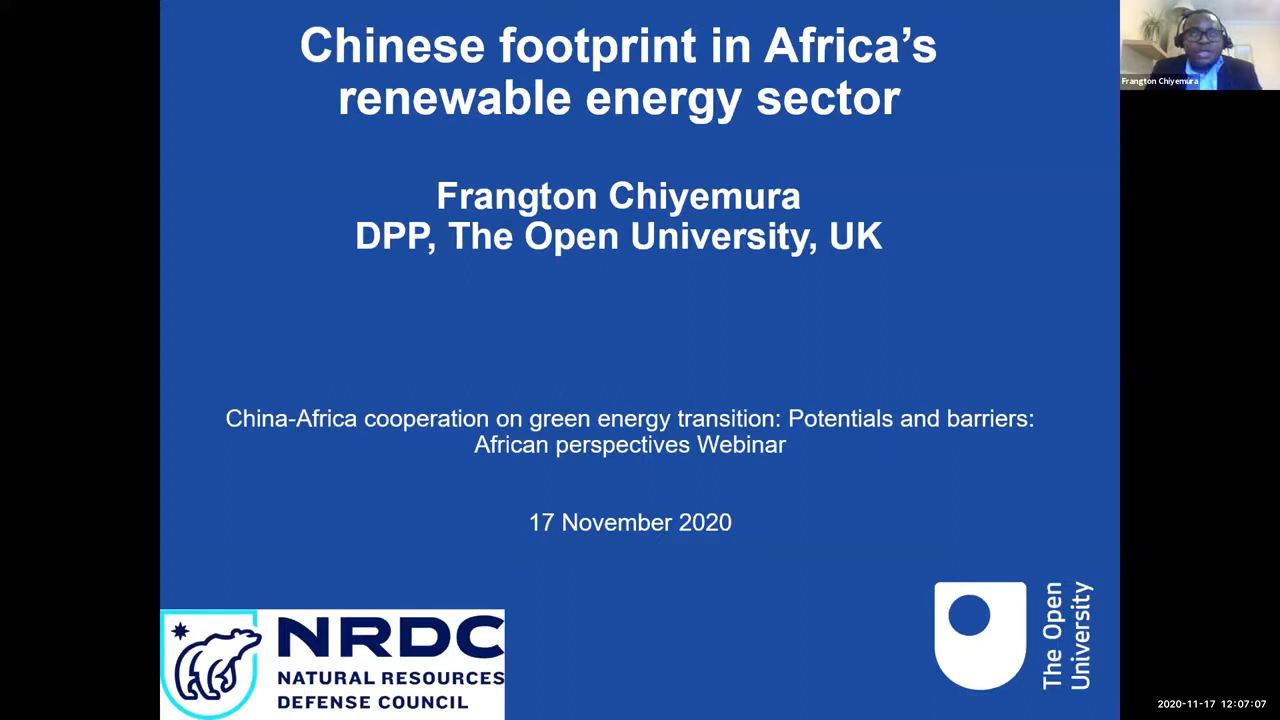 Chinese footprint in Africa’s
renewable energy sector
Frangton Chiyemura
DPP, The Open University, UK
China-Africa cooperation on green energy transition: Potentials and barriers:
African perspectives Webinar
17 November 2020
NRDC
NATURAL RESOURCES
DEFENSE COUNCIL
The Open
University
Frangton Chiyemura
2020-11-17 12:07:07